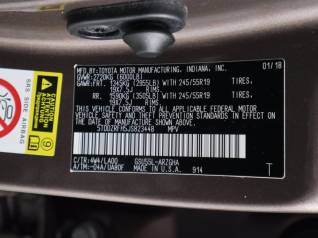 MFD. BY:TOYOTA MOTOR MANUFACTURING, INDIANA, INC. 01/18
GVWR:2720KG (6000LB)
GAWR:FRT. 1345KG (2955LB) WITH 245/55R19 TIRES,
19X7.5J RIMS,
RR. 1590KG (3505LB) WITH 245/55R19 TIRES,
19X7.5J RIMS,
THIS VEHICLE CONFORMS TO ALL APPLICABLE FEDERAL MOTOR
VEHICLE SAFETY AND THEFT PREVENTION STANDARDS IN EFFECT
ON THE DATE OF MANUFACTURE SHOWN ABOVE.
MPV
C/TR:4W4/LA00 GSU55L-ARZGHA
A/TM:-04A/UA80F MADE IN U.S.A. 914